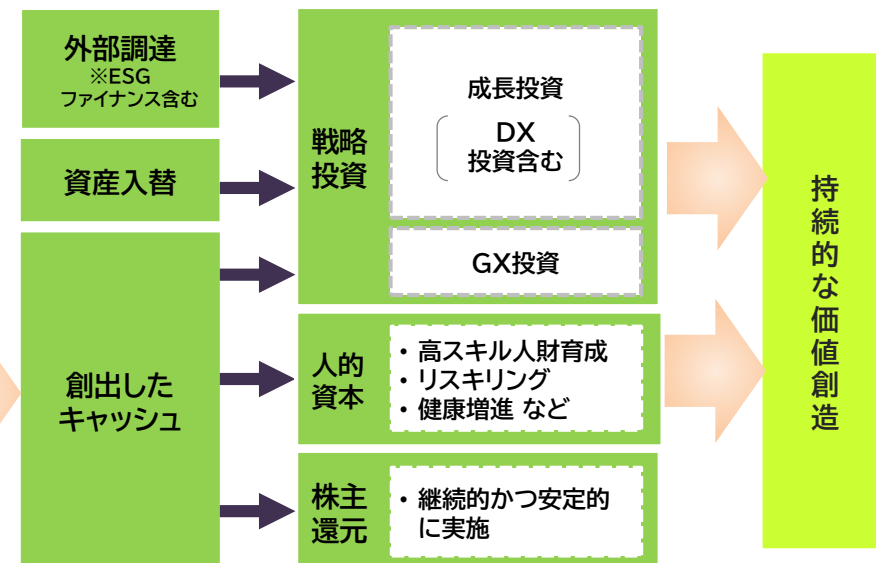 外部調達
※ESG
ファイナンス含む
資産入替
創出した
キャッシュ
戦略
投資
成長投資
DX
投資含む
GX投資
人的
資本
・高スキル人財育成
・リスキリング
・健康増進 など
株主
還元
・継続的かつ安定的
に実施
持続的な価値創造